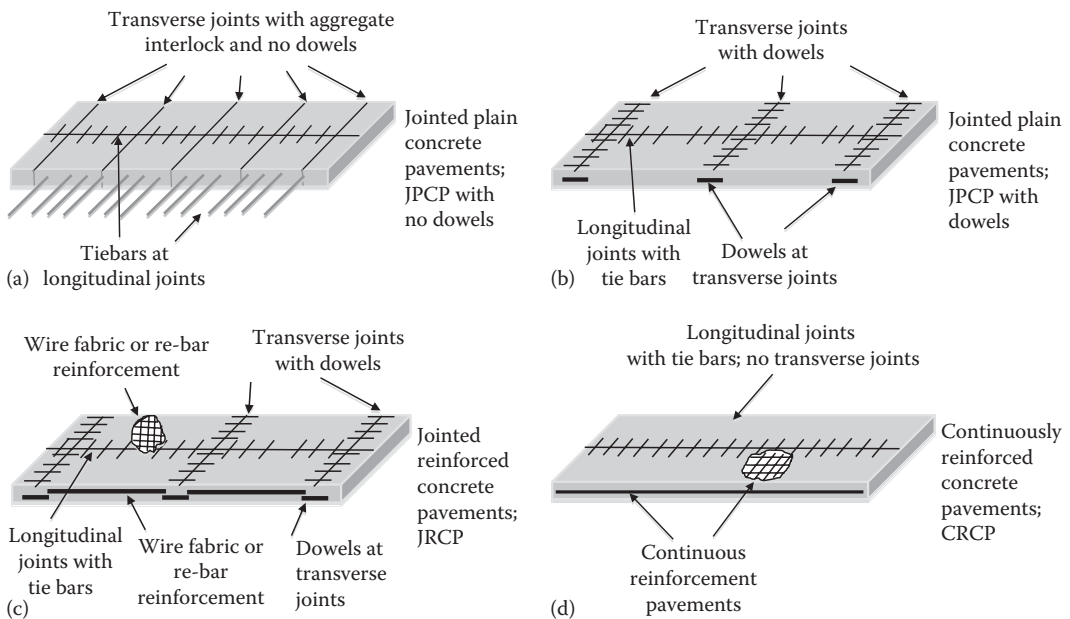 Transverse joints with aggregate
interlock and no dowels
Jointed plain
concrete
pavements;
JPCP with
no dowels
Tiebars at
longitudinal joints
(a)
Transverse joints
with dowels
Jointed plain
concrete
pavements;
JPCP with
dowels
Longitudinal
joints with
tie bars
Dowels at
transverse joints
(b)
Wire fabric or re-bar
reinforcement
Transverse joints
with dowels
Jointed
reinforced
concrete
pavements;
JRCP
Longitudinal
joints with
tie bars
Wire fabric or
re-bar
reinforcement
Dowels at
transverse
joints
(c)
Longitudinal joints
with tie bars; no transverse joints
Continuously
reinforced
concrete
pavements;
CRCP
Continuous
reinforcement
pavements
(d)